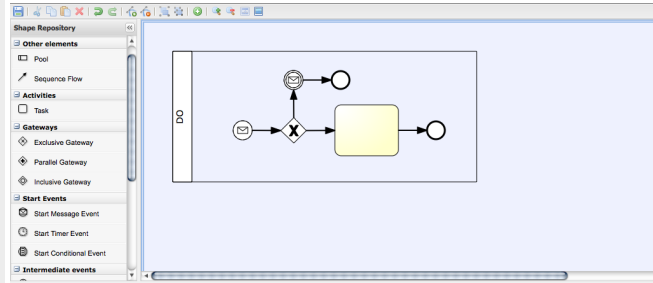 Shape Repository
Other elements
Pool
Sequence Flow
Activities
Task
Gateways
Exclusive Gateway
Parallel Gateway
Inclusive Gateway
Start Events
Start Message Event
Start Timer Event
Start Conditional Event
Intermediate events
DO
X